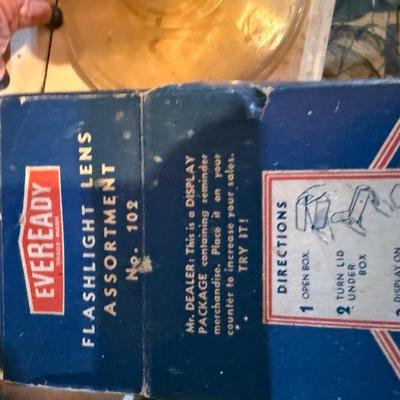 EVEREADY
TRADE MARK
FLASHLIGHT LENS
ASSORTMENT
No. 102
Mr. DEALER: This is a DISPLAY
PACKAGE containing reminder
merchandise. Place it on your
counter to increase your sales.
TRY IT!
DIRECTIONS
1 OPEN BOX
2 TURN LID
UNDER
BOX
3 DISPLAY ON